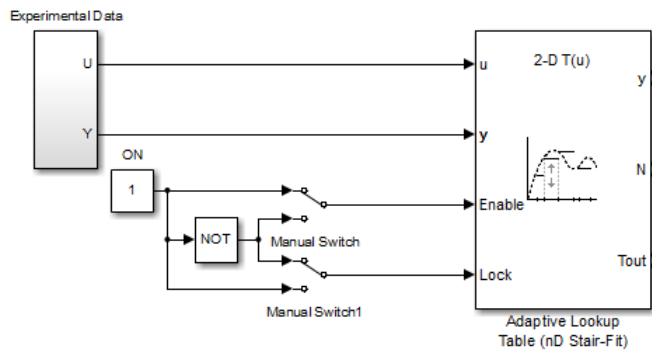 Experimental Data
U
Y
ON
1
NOT
Manual Switch
Manual Switch1
2-D T(u)
u
y
Enable
Lock
y
N
Tout
Adaptive Lookup
Table (nD Stair-Fit)